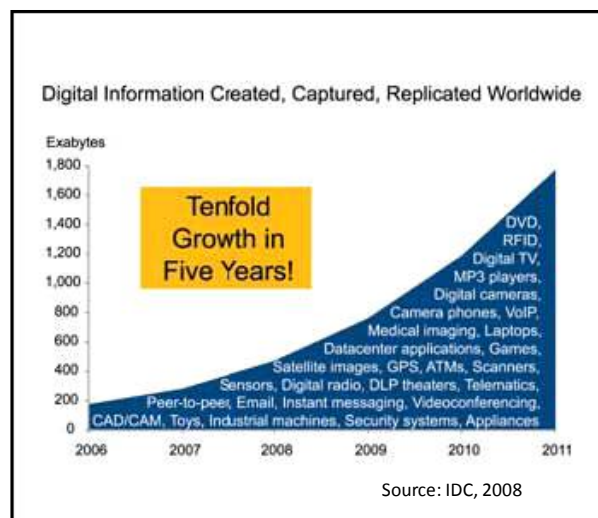 Digital Information Created, Captured, Replicated Worldwide
Exabytes
1,800
1,600
1,400
1,200
1,000
800
600
400
200
0
Tenfold
Growth in
Five Years!
DVD,
RFID,
Digital TV,
MP3 players,
Digital cameras,
Camera phones, VoIP,
Medical imaging, Laptops,
Datacenter applications, Games,
Satellite images, GPS, ATMs, Scanners,
Sensors, Digital radio, DLP theaters, Telematics,
Peer-to-peer, Email, Instant messaging, Videoconferencing,
CAD/CAM, Toys, Industrial machines, Security systems, Appliances
2006 2007 2008 2009 2010 2011
Source: IDC, 2008